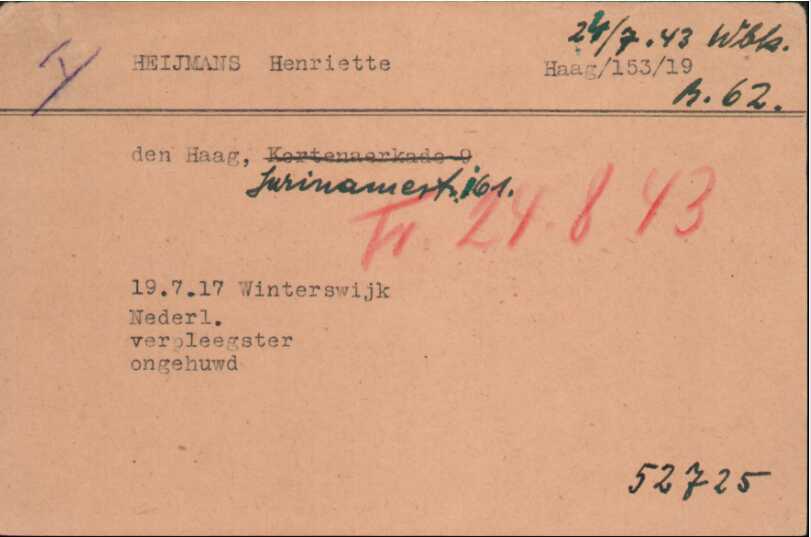 V
HEIJMANS Henriette
24/7.43 Wbk.
Haag/153/19
B. 62.
den Haag, Kortenaerkade 9
Surinamestr. 161.
Tr 24.8 43
19.7.17 Winterswijk
Nederl.
verpleegster
ongehuwd
52725